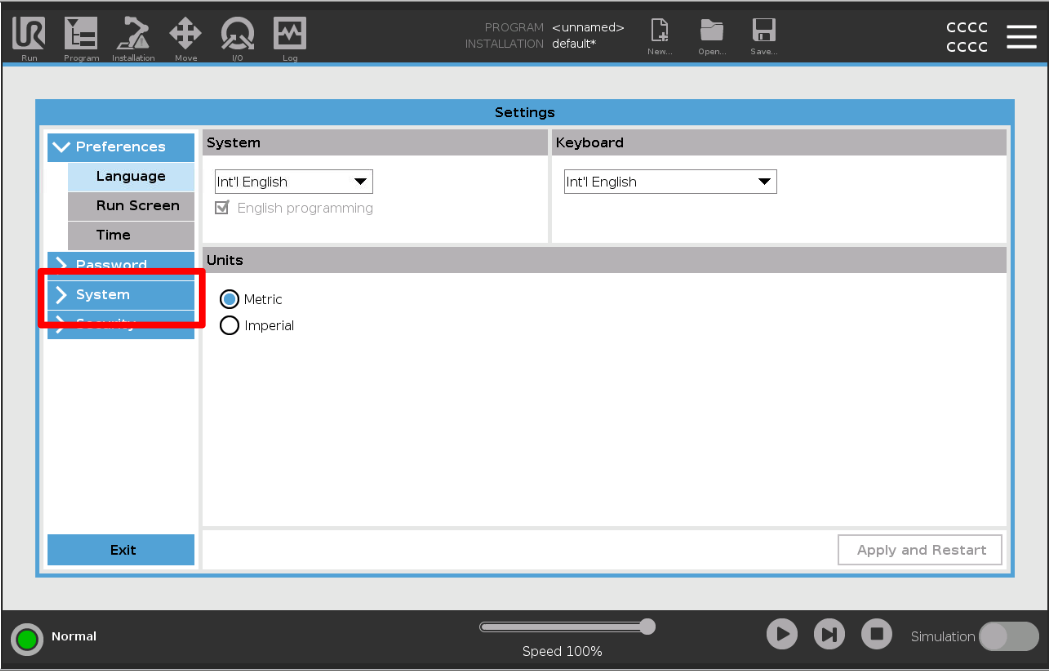 PROGRAM <unnamed>
INSTALLATION default*
CCCC
CCCC
Run
Program
Installation
Move
I/O
Log
New...
Open...
Save...
Settings
Preferences
Language
Run Screen
Time
Password
System
Security
Exit
System
Int'l English
English programming
Keyboard
Int'l English
Units
Metric
Imperial
Apply and Restart
Normal
Speed 100%
Simulation